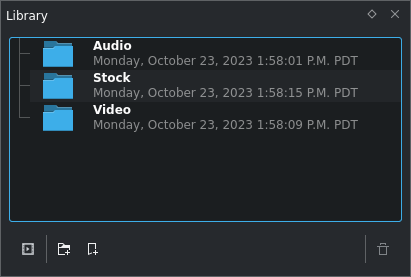 Library
Audio
Monday, October 23, 2023 1:58:01 P.M. PDT
Stock
Monday, October 23, 2023 1:58:15 P.M. PDT
Video
Monday, October 23, 2023 1:58:09 P.M. PDT